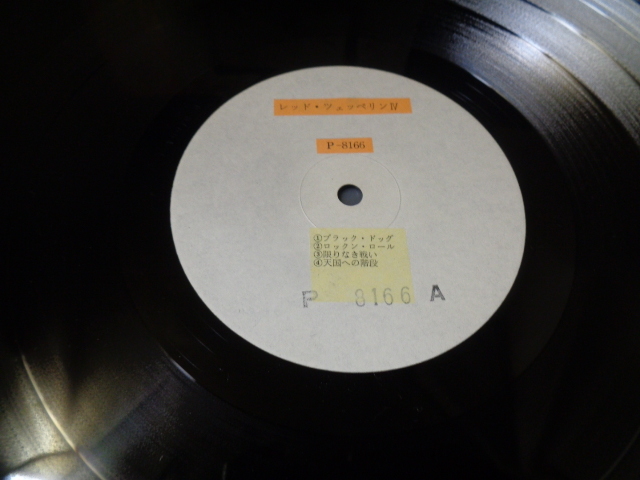 レッド・ツェッペリンⅣ
P-8166
①ブラック・ドッグ
②ロックン・ロール
③限りなき戦い
④天国への階段
P 8166 A